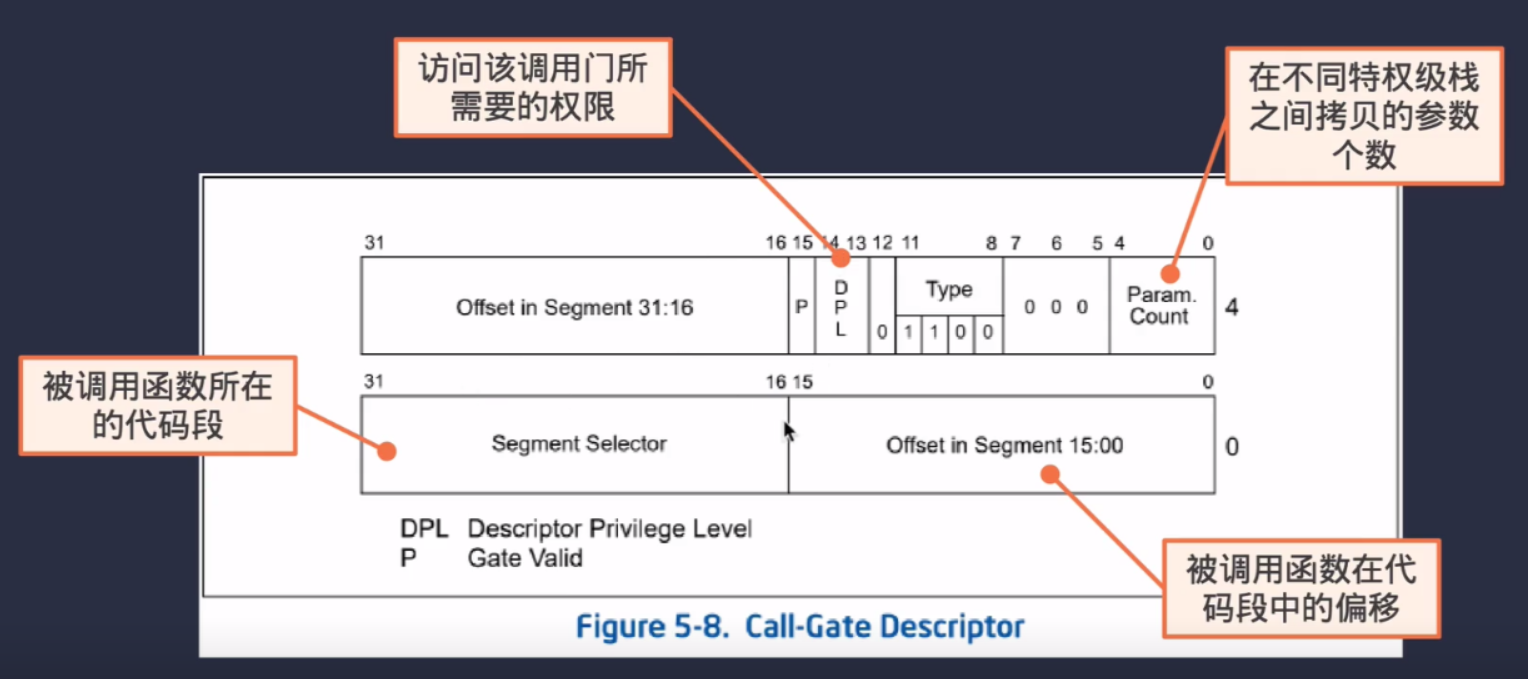 访问该调用门所
需要的权限
在不同特权级栈
之间拷贝的参数
个数
31 16 15 14 13 12 11 8 7 6 5 4 0
Offset in Segment 31:16 P D P L 0 Type 1 1 0 0 0 0 0 Param. Count 4
被调用函数所在
的代码段
31 16 15 0
Segment Selector Offset in Segment 15:00 0
DPL Descriptor Privilege Level
P Gate Valid
被调用函数在代
码段中的偏移
Figure 5-8. Call-Gate Descriptor